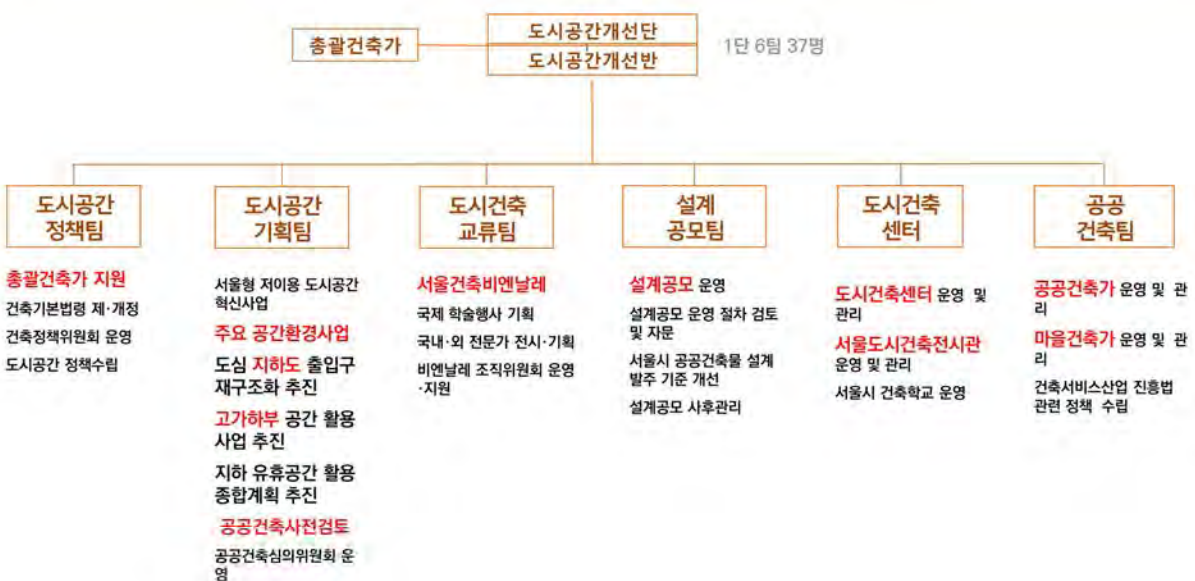 총괄건축가
도시공간개선단
도시공간개선반
1단 6팀 37명
도시공간
정책팀
총괄건축가 지원
건축기본법령 제·개정
건축정책위원회 운영
도시공간 정책수립
도시공간
기획팀
서울형 저이용 도시공간
혁신사업
주요 공간환경사업
도심 지하도 출입구
재구조화 추진
고가하부 공간 활용
사업 추진
지하 유휴공간 활용
종합계획 추진
공공건축사전검토
공공건축심의위원회 운
영
도시건축
교류팀
서울건축비엔날레
국제 학술행사 기획
국내·외 전문가 전시·기획
비엔날레 조직위원회 운영
·지원
설계
공모팀
설계공모 운영
설계공모 운영 절차 검토
및 자문
서울시 공공건축물 설계
발주 기준 개선
설계공모 사후관리
도시건축
센터
도시건축센터 운영 및
관리
서울도시건축전시관
운영 및 관리
서울시 건축학교 운영
공공
건축팀
공공건축가 운영 및 관
리
마을건축가 운영 및 관
리
건축서비스산업 진흥법
관련 정책 수립